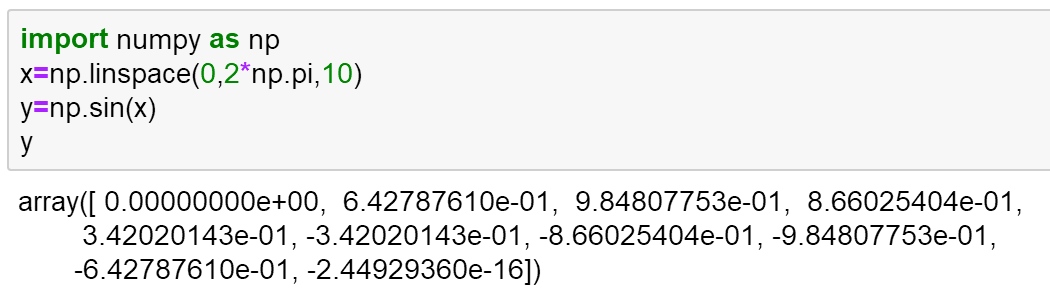 import numpy as np
x=np.linspace(0,2*np.pi,10)
y=np.sin(x)
y
array([ 0.00000000e+00,  6.42787610e-01,  9.84807753e-01,  8.66025404e-01,
3.42020143e-01, -3.42020143e-01, -8.66025404e-01, -9.84807753e-01,
-6.42787610e-01, -2.44929360e-16])